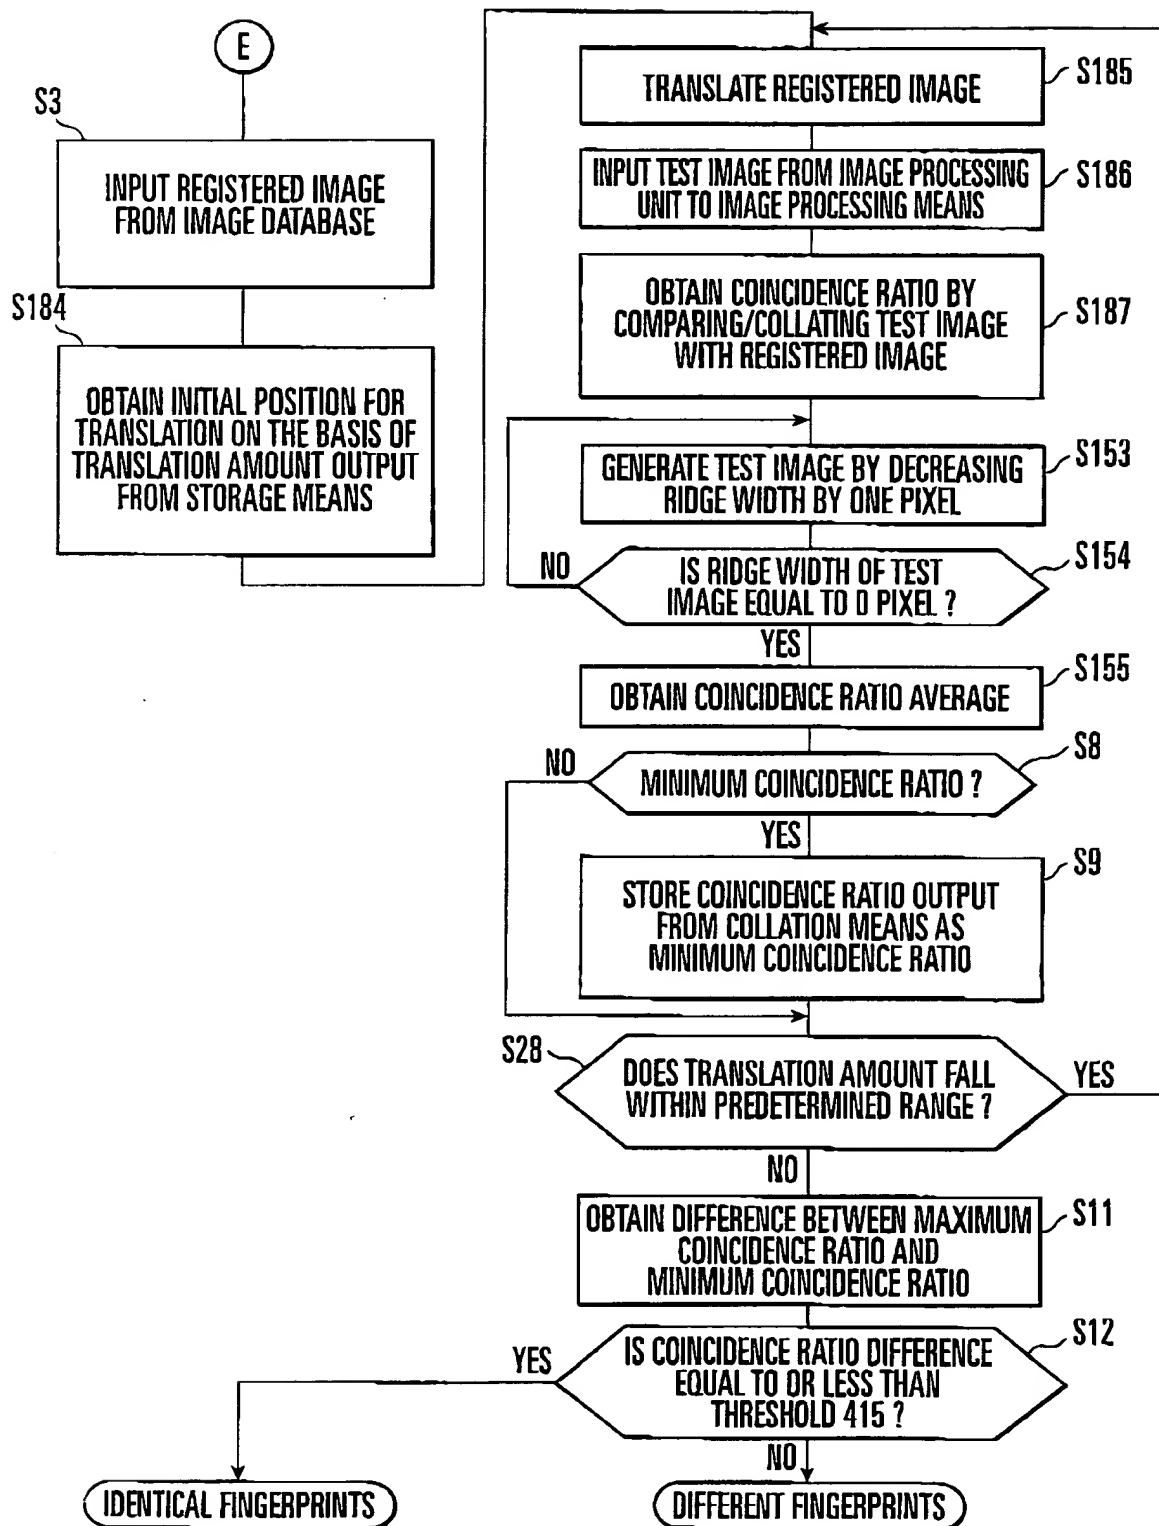 E
S3
INPUT REGISTERED IMAGE
FROM IMAGE DATABASE
S184
OBTAIN INITIAL POSITION FOR
TRANSLATION ON THE BASIS OF
TRANSLATION AMOUNT OUTPUT
FROM STORAGE MEANS
S185
TRANSLATE REGISTERED IMAGE
S186
INPUT TEST IMAGE FROM IMAGE PROCESSING
UNIT TO IMAGE PROCESSING MEANS
S187
OBTAIN COINCIDENCE RATIO BY
COMPARING/COLLATING TEST IMAGE
WITH REGISTERED IMAGE
S153
GENERATE TEST IMAGE BY DECREASING
RIDGE WIDTH BY ONE PIXEL
S154
NO
IS RIDGE WIDTH OF TEST
IMAGE EQUAL TO 0 PIXEL ?
YES
S155
OBTAIN COINCIDENCE RATIO AVERAGE
S8
NO
MINIMUM COINCIDENCE RATIO ?
YES
S9
STORE COINCIDENCE RATIO OUTPUT
FROM COLLATION MEANS AS
MINIMUM COINCIDENCE RATIO
S28
DOES TRANSLATION AMOUNT FALL
WITHIN PREDETERMINED RANGE ?
YES
NO
S11
OBTAIN DIFFERENCE BETWEEN MAXIMUM
COINCIDENCE RATIO AND
MINIMUM COINCIDENCE RATIO
S12
YES
IS COINCIDENCE RATIO DIFFERENCE
EQUAL TO OR LESS THAN
THRESHOLD 415 ?
NO
IDENTICAL FINGERPRINTS
DIFFERENT FINGERPRINTS